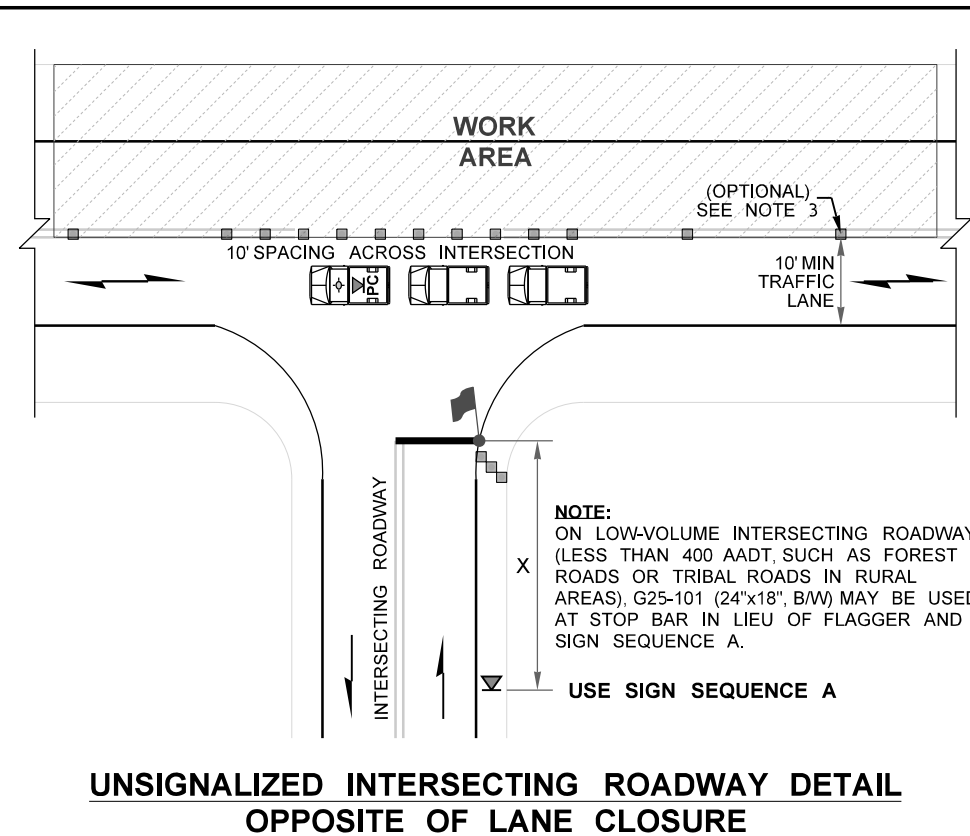 WORK
AREA
(OPTIONAL)
SEE NOTE 3
10' SPACING ACROSS INTERSECTION
10' MIN
TRAFFIC
LANE
PC
INTERSECTING ROADWAY
X
NOTE:
ON LOW-VOLUME INTERSECTING ROADWAY
(LESS THAN 400 AADT, SUCH AS FOREST
ROADS OR TRIBAL ROADS IN RURAL
AREAS), G25-101 (24"x18", B/W) MAY BE USED
AT STOP BAR IN LIEU OF FLAGGER AND
SIGN SEQUENCE A.
USE SIGN SEQUENCE A
UNSIGNALIZED INTERSECTING ROADWAY DETAIL
OPPOSITE OF LANE CLOSURE